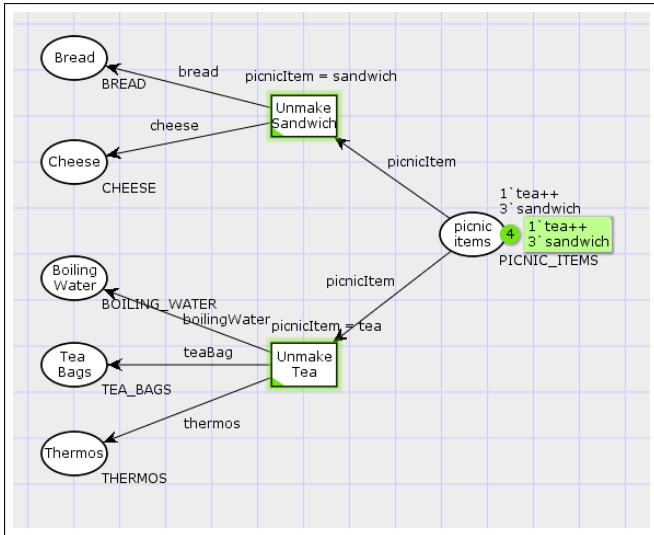 Bread
BREAD
bread
picnicItem = sandwich
Unmake
Sandwich
cheese
Cheese
CHEESE
picnicItem
1`tea++
3`sandwich
picnic
items
4
1`tea++
3`sandwich
PICNIC_ITEMS
picnicItem
Boiling
Water
BOILING_WATER
boilingWater
picnicItem = tea
Unmake
Tea
teaBag
Tea
Bags
TEA_BAGS
thermos
Thermos
THERMOS